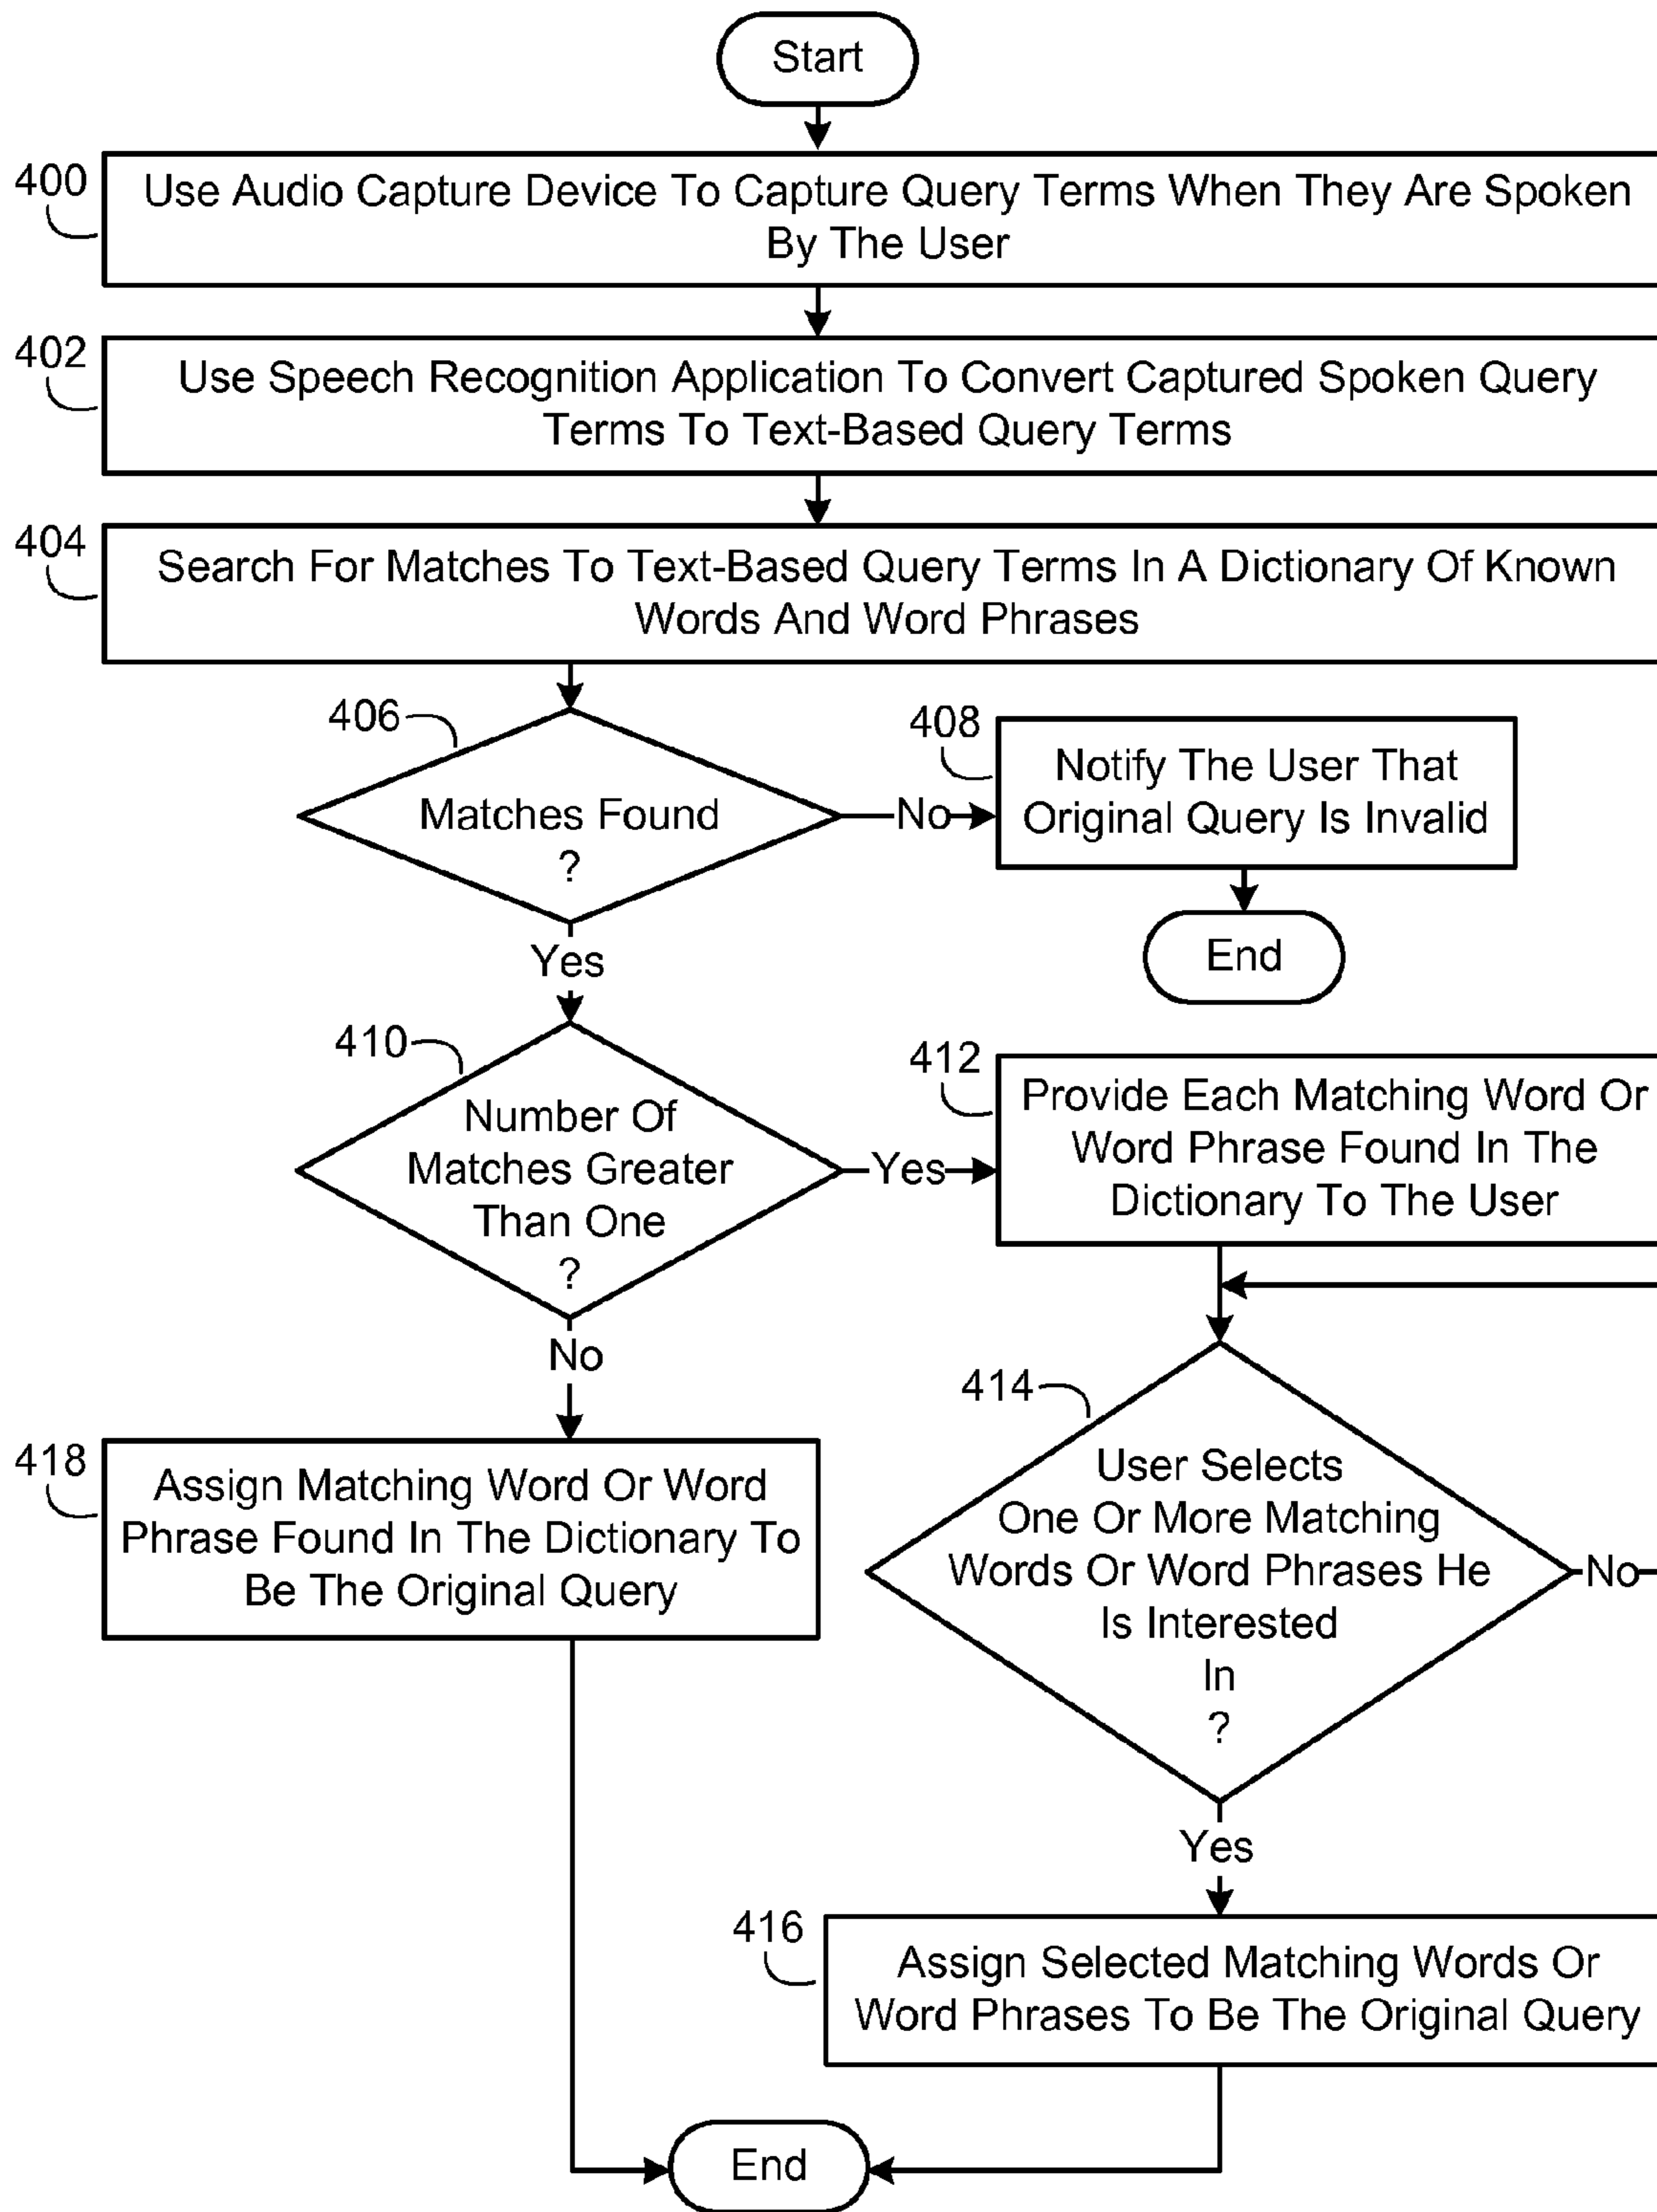 Start
400
Use Audio Capture Device To Capture Query Terms When They Are Spoken
By The User
402
Use Speech Recognition Application To Convert Captured Spoken Query
Terms To Text-Based Query Terms
404
Search For Matches To Text-Based Query Terms In A Dictionary Of Known
Words And Word Phrases
406
Matches Found
?
No
408
Notify The User That
Original Query Is Invalid
End
Yes
410
Number Of
Matches Greater
Than One
?
Yes
412
Provide Each Matching Word Or
Word Phrase Found In The
Dictionary To The User
No
414
User Selects
One Or More Matching
Words Or Word Phrases He
Is Interested
In
?
No
418
Assign Matching Word Or Word
Phrase Found In The Dictionary To
Be The Original Query
Yes
416
Assign Selected Matching Words Or
Word Phrases To Be The Original Query
End